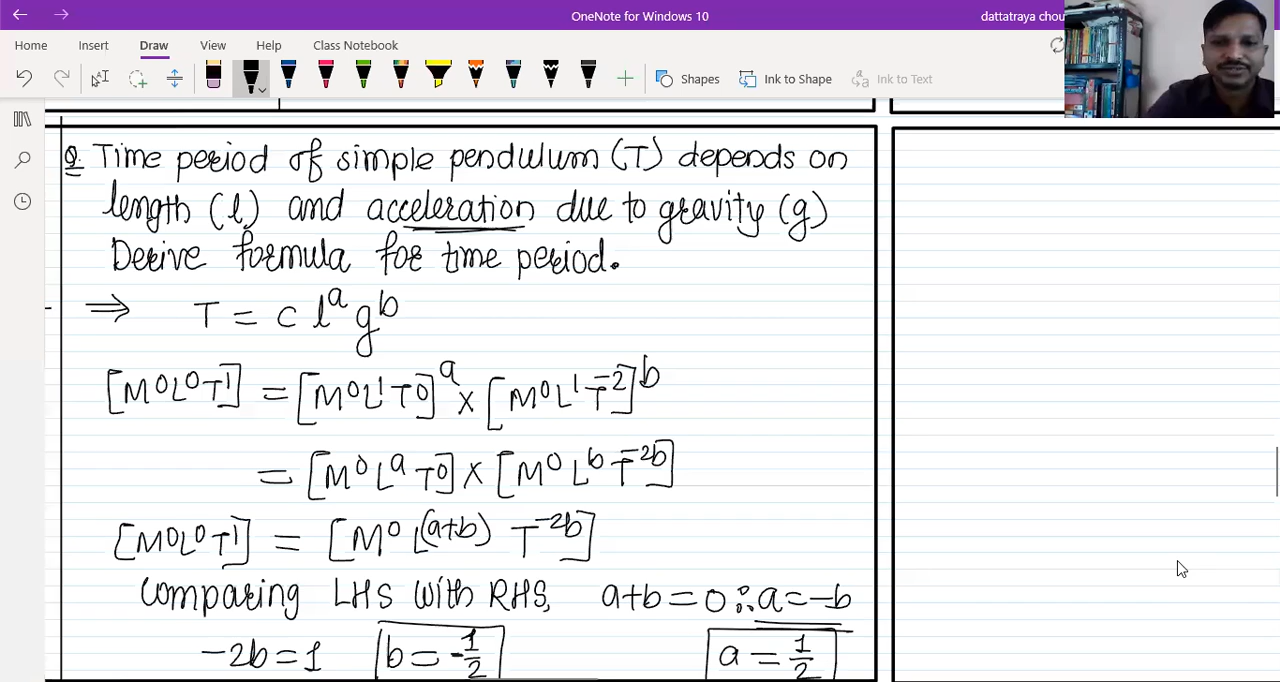 OneNote for Windows 10
dattatraya chou
Home Insert Draw View Help Class Notebook
Shapes Ink to Shape Ink to Text
Q. Time period of simple pendulum (T) depends on
length (l) and acceleration due to gravity (g)
Derive formula for time period.
⇒ T = c l^a g^b
[M^0 L^0 T^1] = [M^0 L^1 T^0]^a × [M^0 L^1 T^-2]^b
= [M^0 L^a T^0] × [M^0 L^b T^-2b]
[M^0 L^0 T^1] = [M^0 L^(a+b) T^-2b]
Comparing LHS with RHS, a+b=0 ∴ a=-b
-2b=1 b=-1/2 a=1/2